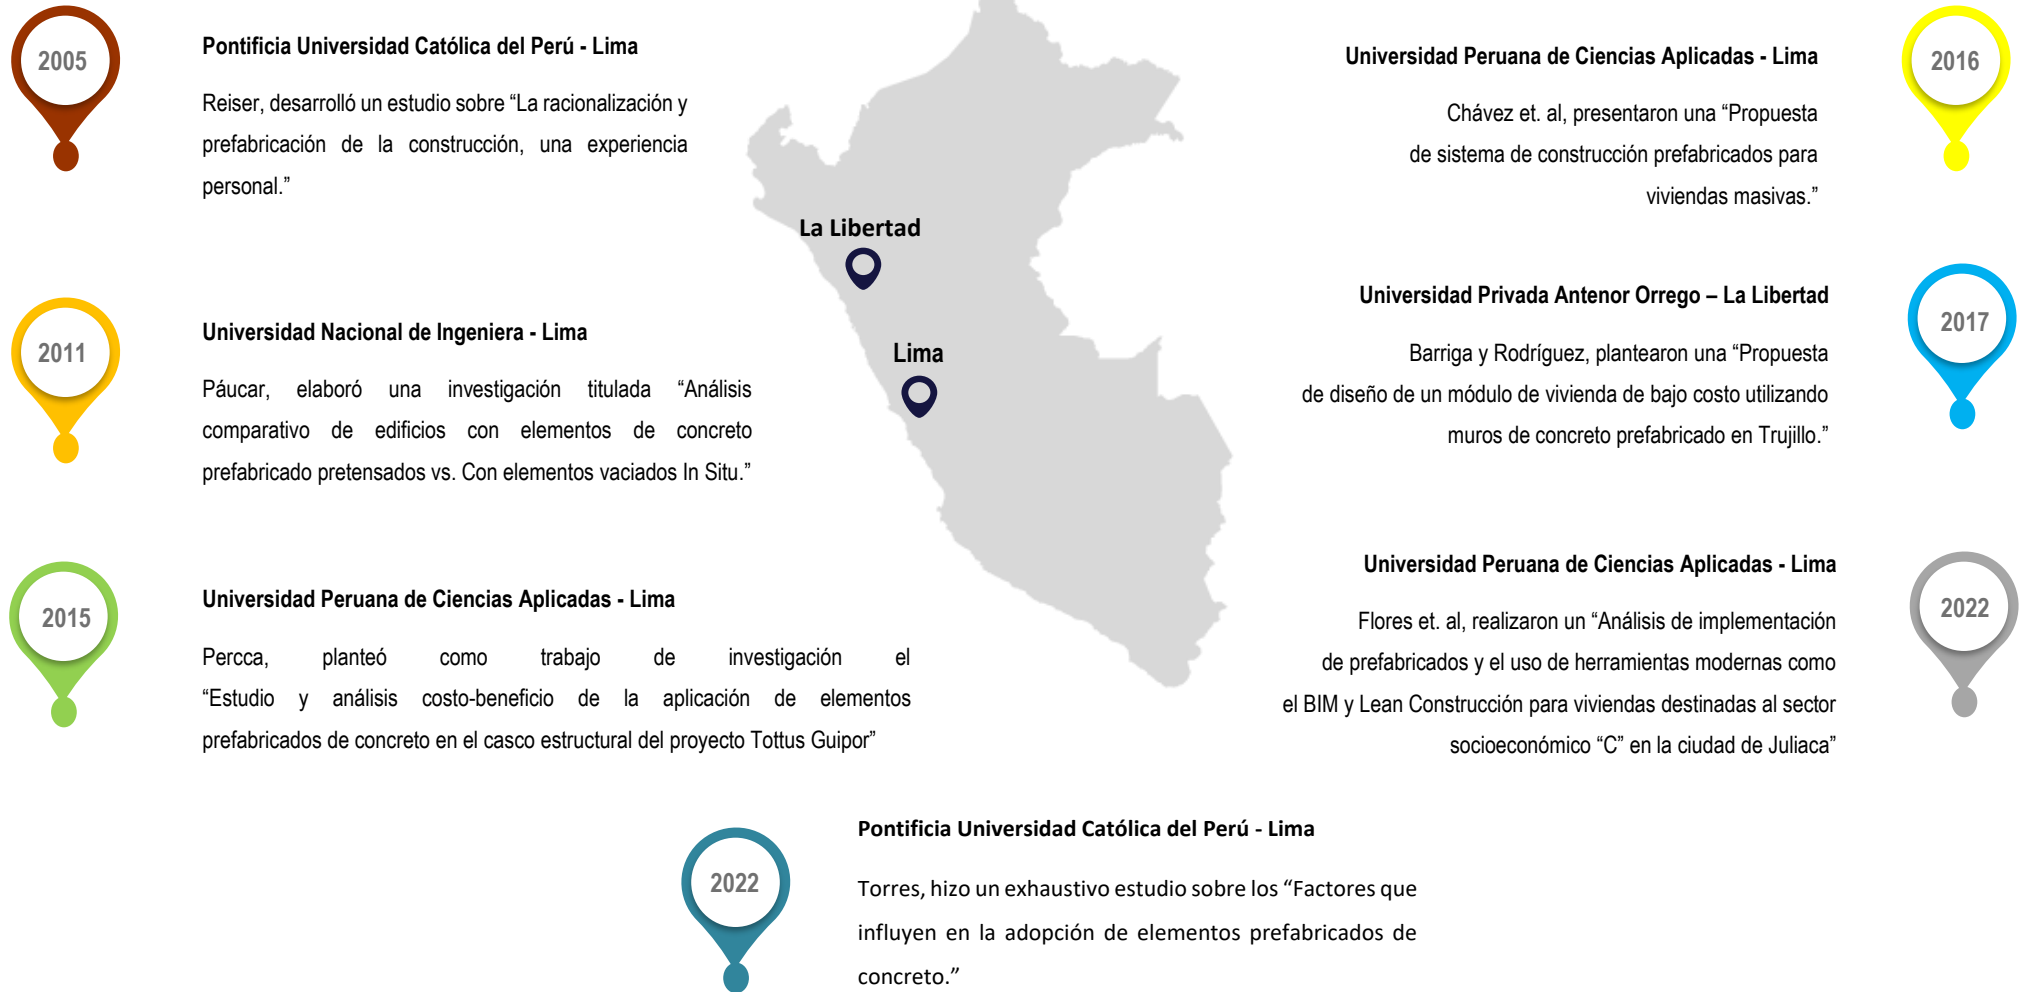 2005
Pontificia Universidad Católica del Perú - Lima
Reiser, desarrolló un estudio sobre “La racionalización y
prefabricación de la construcción, una experiencia
personal.”
2011
Universidad Nacional de Ingeniera - Lima
Páucar, elaboró una investigación titulada “Análisis
comparativo de edificios con elementos de concreto
prefabricado pretensados vs. Con elementos vaciados In Situ.”
2015
Universidad Peruana de Ciencias Aplicadas - Lima
Percca, planteó como trabajo de investigación el
“Estudio y análisis costo-beneficio de la aplicación de elementos
prefabricados de concreto en el casco estructural del proyecto Tottus Guipor”
La Libertad
Lima
Universidad Peruana de Ciencias Aplicadas - Lima
2016
Chávez et. al, presentaron una “Propuesta
de sistema de construcción prefabricados para
viviendas masivas.”
Universidad Privada Antenor Orrego – La Libertad
2017
Barriga y Rodríguez, plantearon una “Propuesta
de diseño de un módulo de vivienda de bajo costo utilizando
muros de concreto prefabricado en Trujillo.”
Universidad Peruana de Ciencias Aplicadas - Lima
2022
Flores et. al, realizaron un “Análisis de implementación
de prefabricados y el uso de herramientas modernas como
el BIM y Lean Construcción para viviendas destinadas al sector
socioeconómico “C” en la ciudad de Juliaca”
2022
Pontificia Universidad Católica del Perú - Lima
Torres, hizo un exhaustivo estudio sobre los “Factores que
influyen en la adopción de elementos prefabricados de
concreto.”